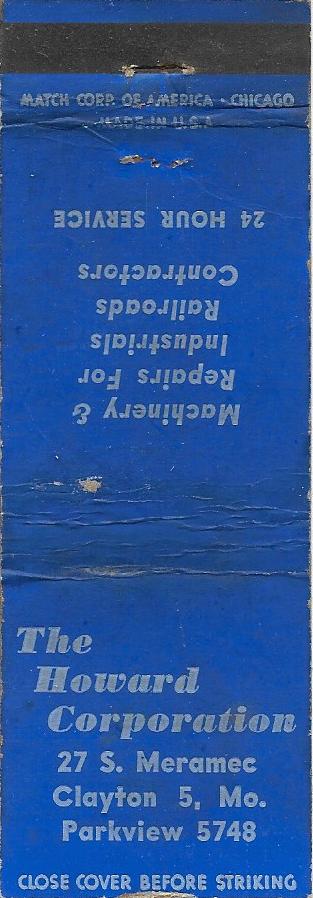 MATCH CORP. OF AMERICA · CHICAGO
MADE IN U.S.A.
Machinery &
Repairs For
Industrials
Railroads
Contractors
24 HOUR SERVICE
The
Howard
Corporation
27 S. Meramec
Clayton 5, Mo.
Parkview 5748
CLOSE COVER BEFORE STRIKING